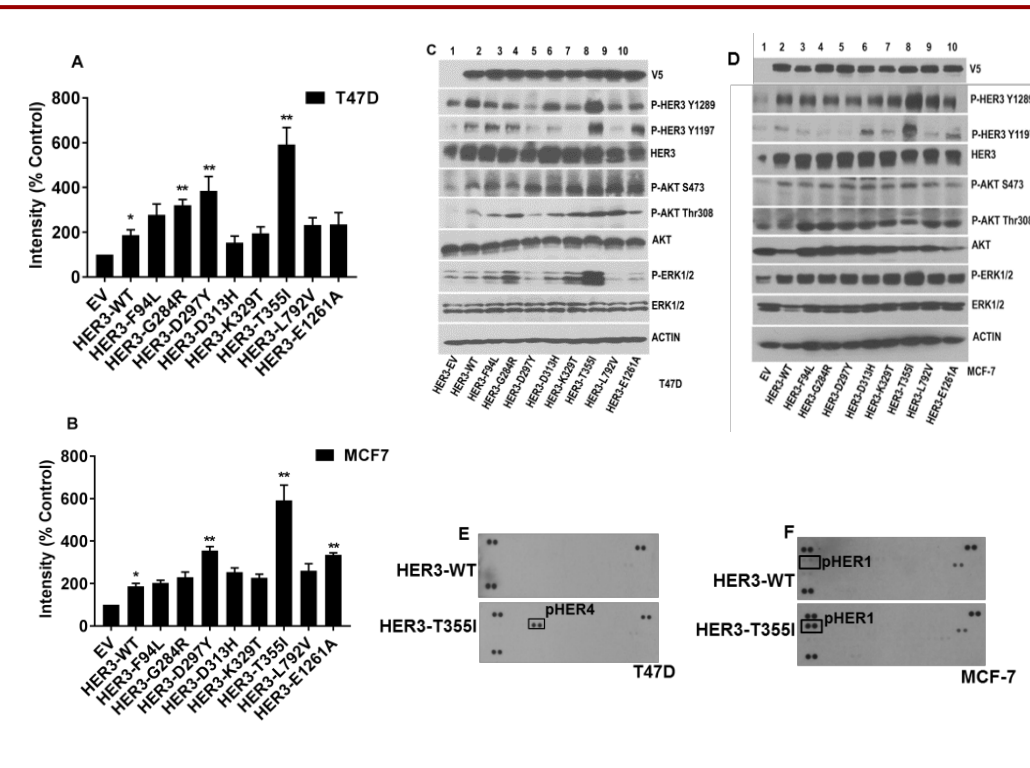 A
Intensity (% Control)
800
600
400
200
0
T47D
*
**
**
**
EV
HER3-WT
HER3-F94L
HER3-G284R
HER3-D297Y
HER3-D313H
HER3-K329T
HER3-T355I
HER3-L792V
HER3-E1261A
B
Intensity (% Control)
800
600
400
200
0
MCF7
*
**
**
**
EV
HER3-WT
HER3-F94L
HER3-G284R
HER3-D297Y
HER3-D313H
HER3-K329T
HER3-T355I
HER3-L792V
HER3-E1261A
C 1 2 3 4 5 6 7 8 9 10
V5
P-HER3 Y1289
P-HER3 Y1197
HER3
P-AKT S473
P-AKT Thr308
AKT
P-ERK1/2
ERK1/2
ACTIN
HER3-EV
HER3-WT
HER3-F94L
HER3-G284R
HER3-D297Y
HER3-D313H
HER3-K329T
HER3-T355I
HER3-L792V
HER3-E1261A
T47D
D 1 2 3 4 5 6 7 8 9 10
V5
P-HER3 Y1289
P-HER3 Y1197
HER3
P-AKT S473
P-AKT Thr308
AKT
P-ERK1/2
ERK1/2
ACTIN
EV
HER3-WT
HER3-F94L
HER3-G284R
HER3-D297Y
HER3-D313H
HER3-K329T
HER3-T355I
HER3-L792V
HER3-E1261A
MCF-7
E
HER3-WT
HER3-T355I
pHER4
T47D
F
HER3-WT
pHER1
HER3-T355I
pHER1
MCF-7